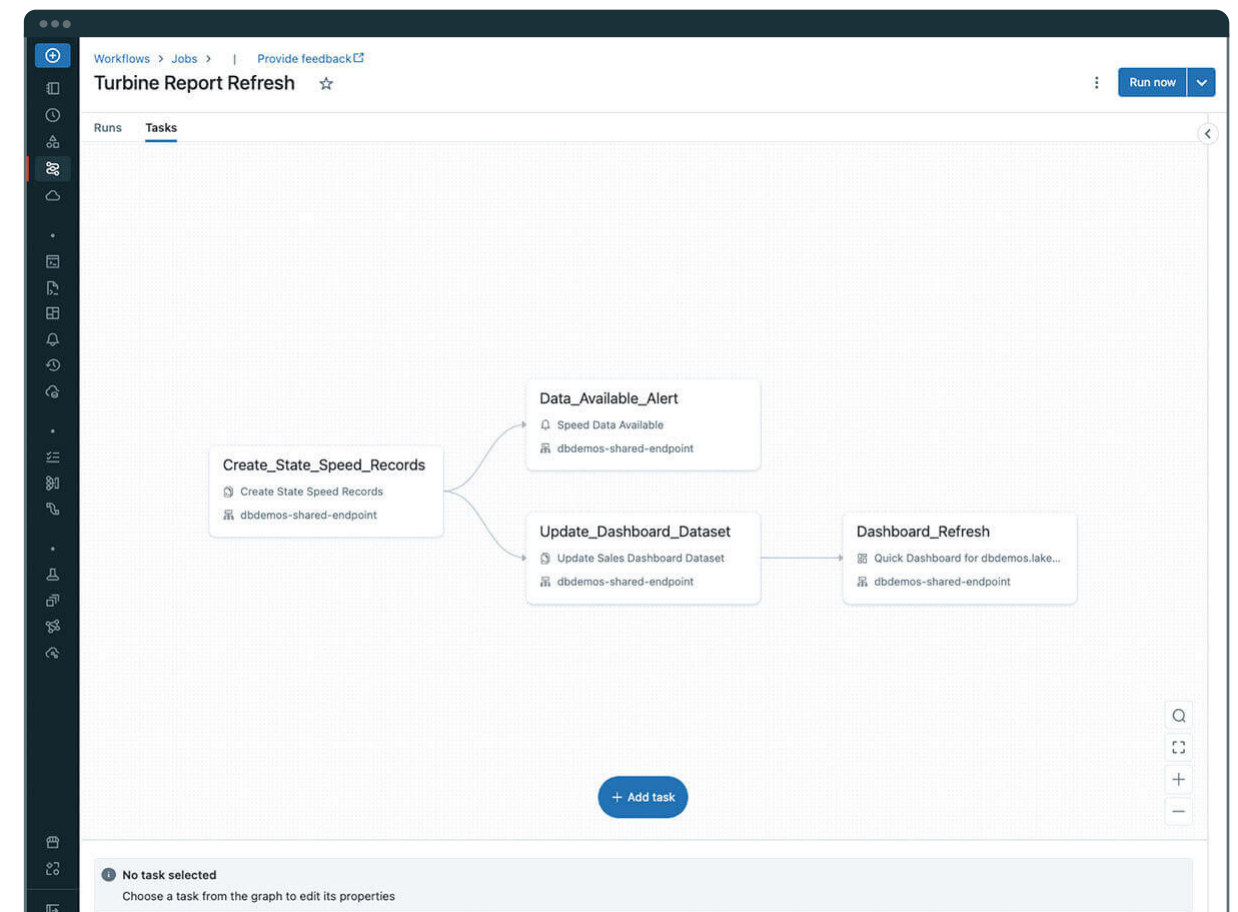 Workflows > Jobs > | Provide feedback
Turbine Report Refresh
Run now
Runs Tasks
Data_Available_Alert
Speed Data Available
dbdemos-shared-endpoint
Create_State_Speed_Records
Create State Speed Records
dbdemos-shared-endpoint
Update_Dashboard_Dataset
Update Sales Dashboard Dataset
dbdemos-shared-endpoint
Dashboard_Refresh
Quick Dashboard for dbdemos.lake...
dbdemos-shared-endpoint
+ Add task
No task selected
Choose a task from the graph to edit its properties